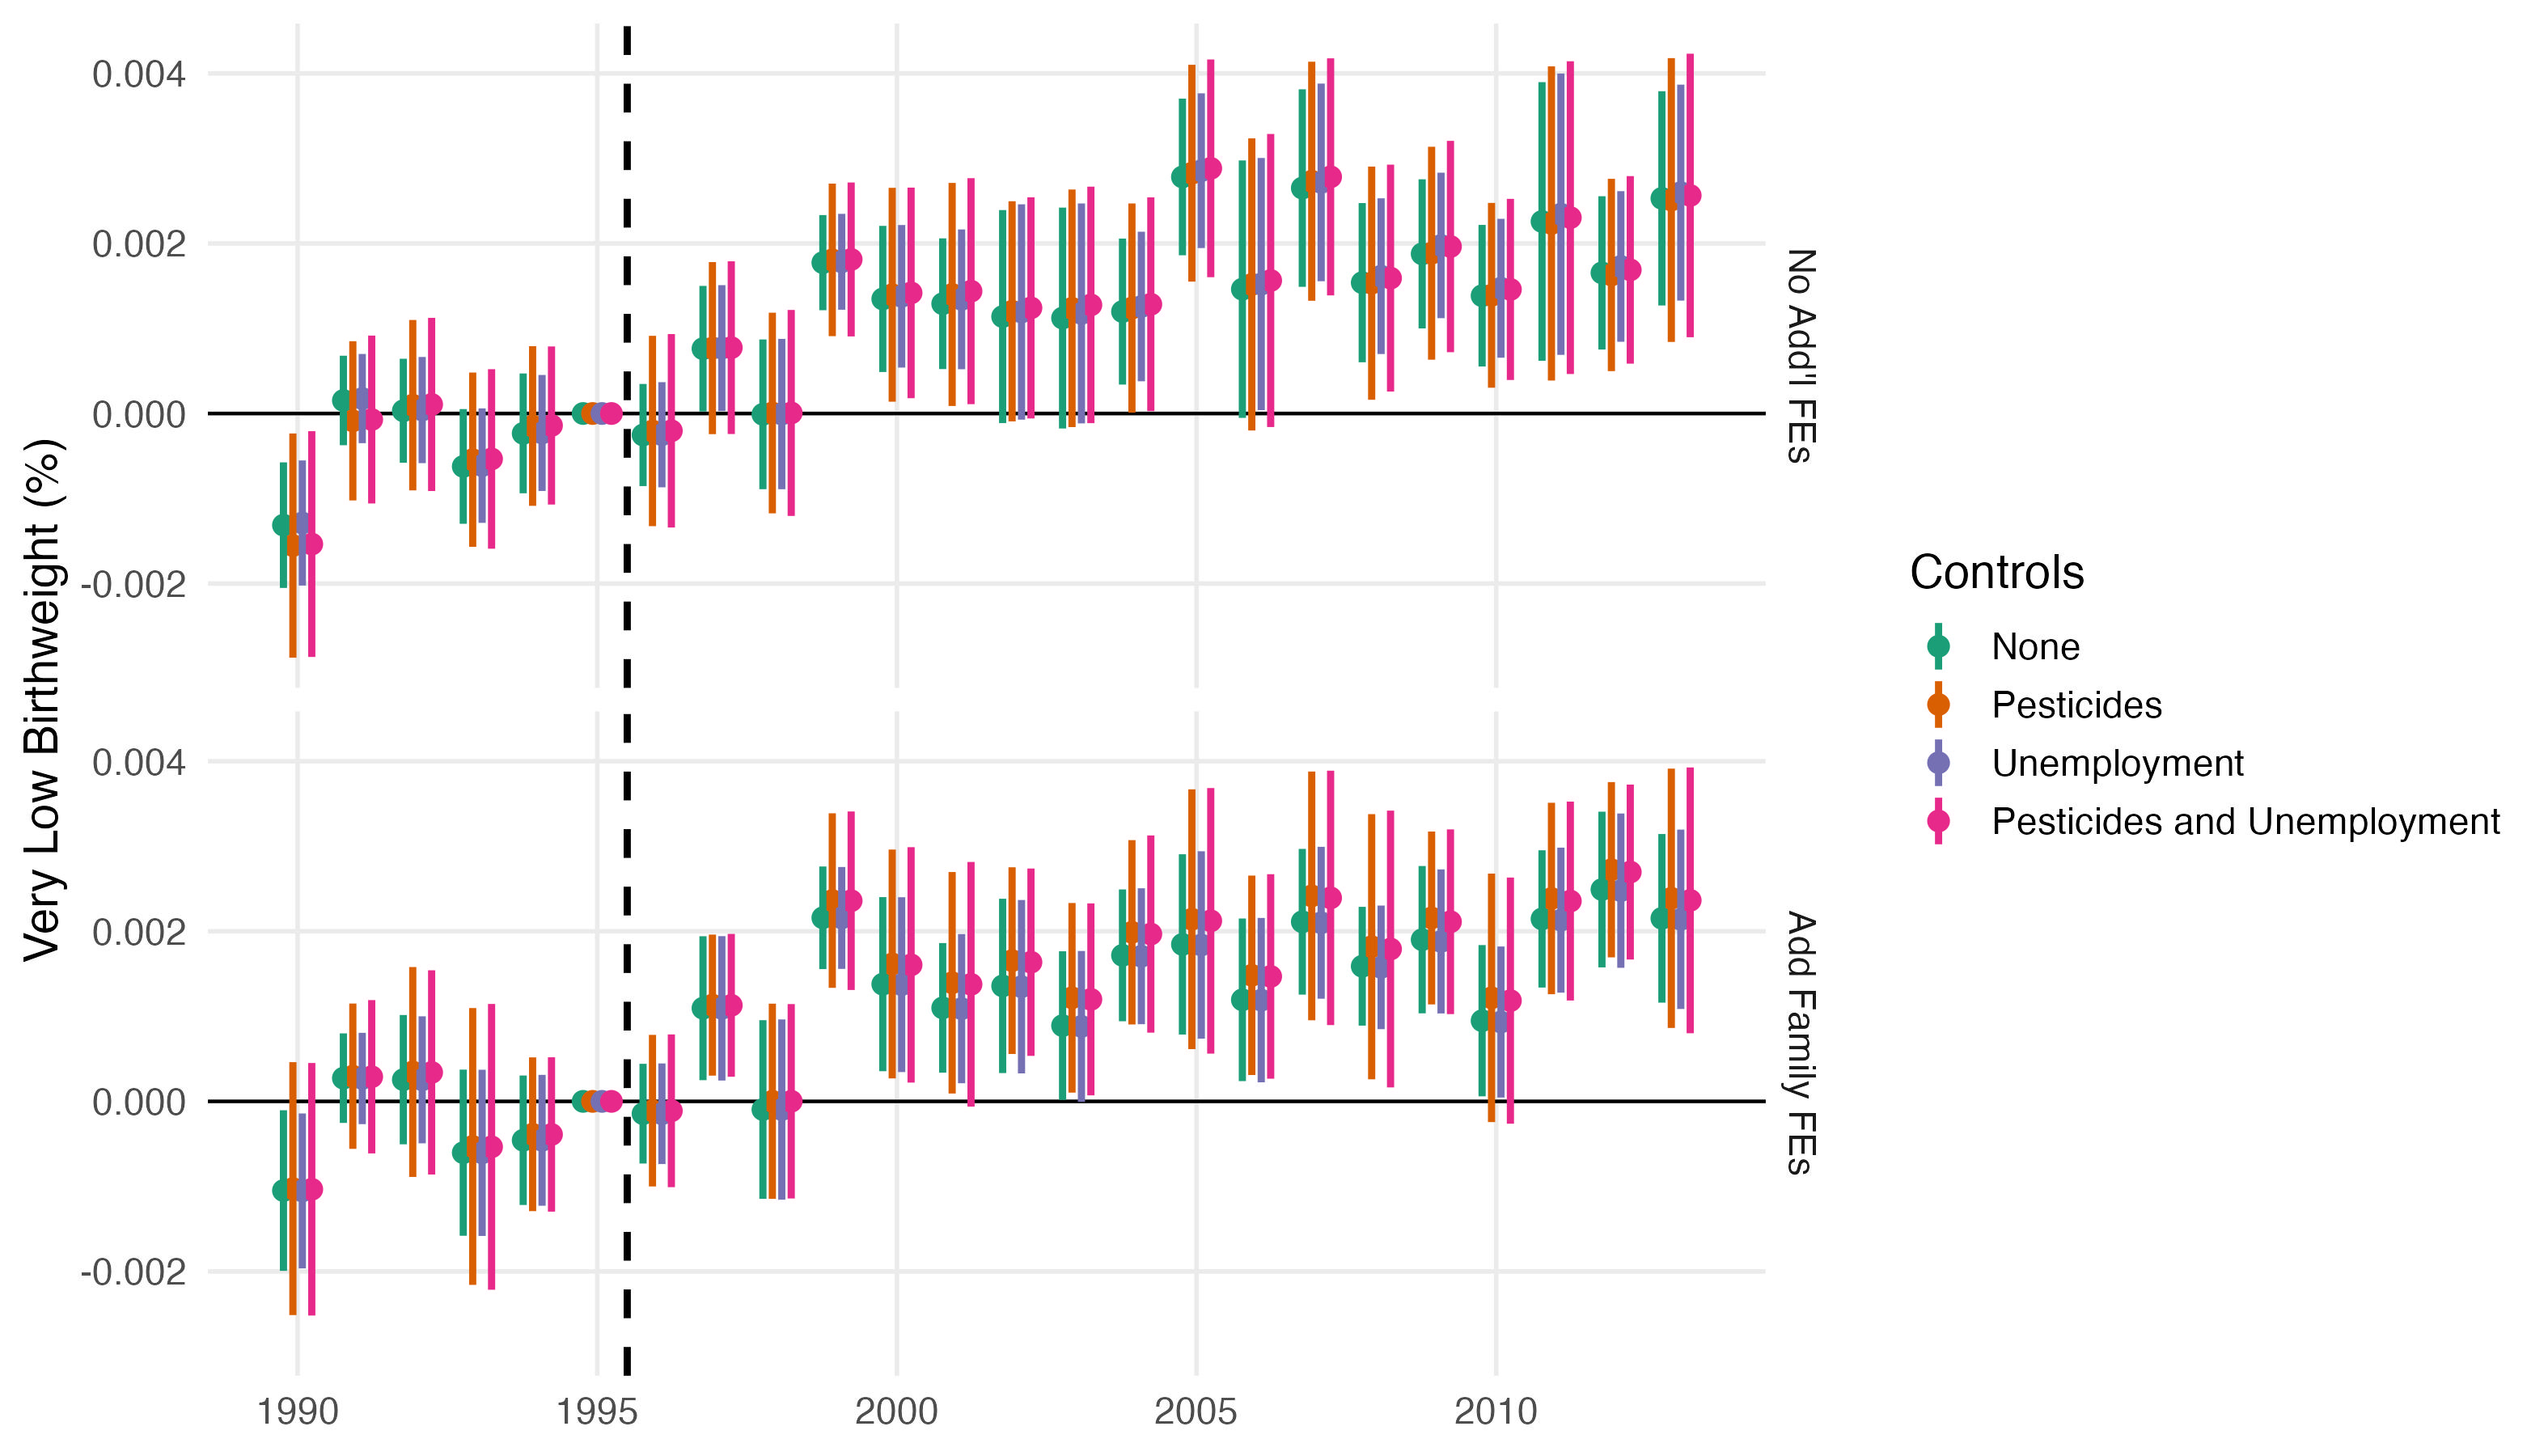 Very Low Birthweight (%)
0.004
0.002
0.000
-0.002
No Add'l FEs
0.004
0.002
0.000
-0.002
Add Family FEs
1990
1995
2000
2005
2010
Controls
None
Pesticides
Unemployment
Pesticides and Unemployment